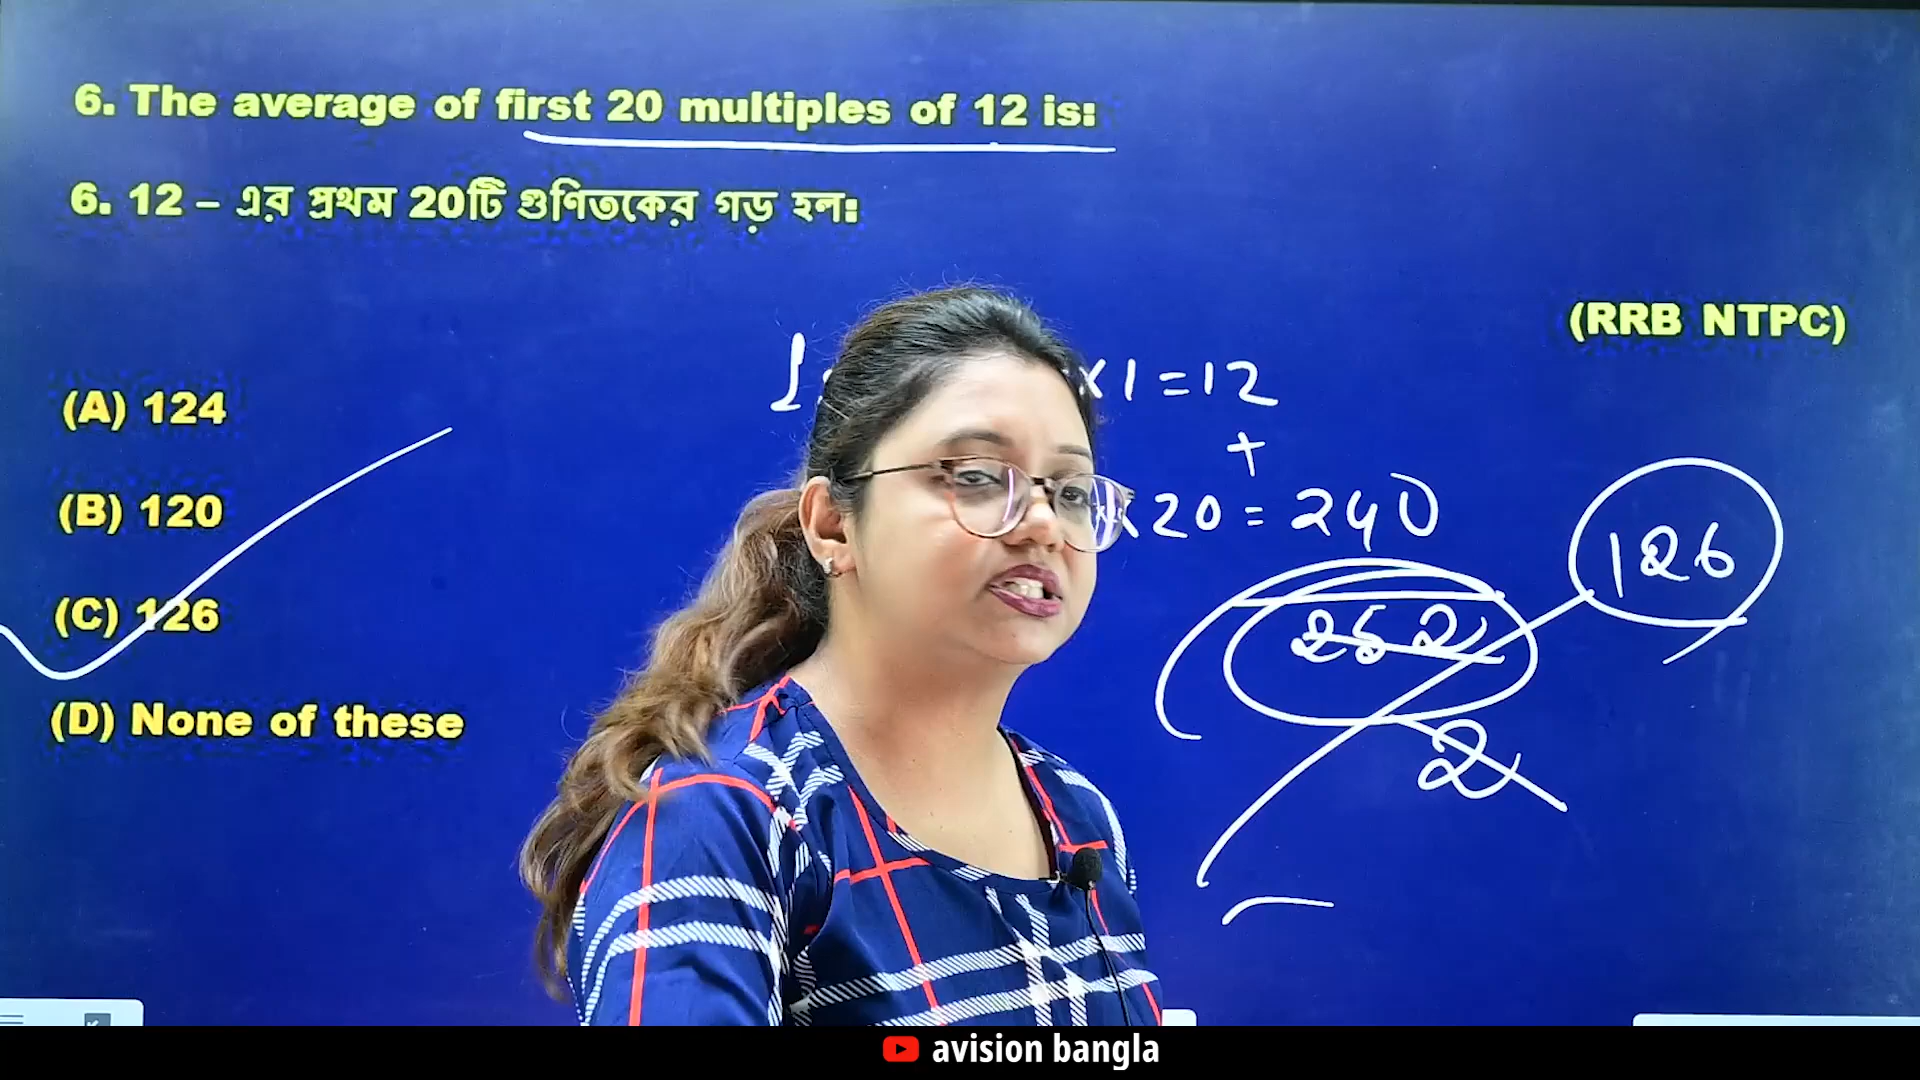 6. The average of first 20 multiples of 12 is:
6. 12 – এর প্রথম 20টি গুণিতকের গড় হল:
(RRB NTPC)
(A) 124
(B) 120
(C) 126
(D) None of these
×1=12
+
×20=240
252
2
126
avision bangla